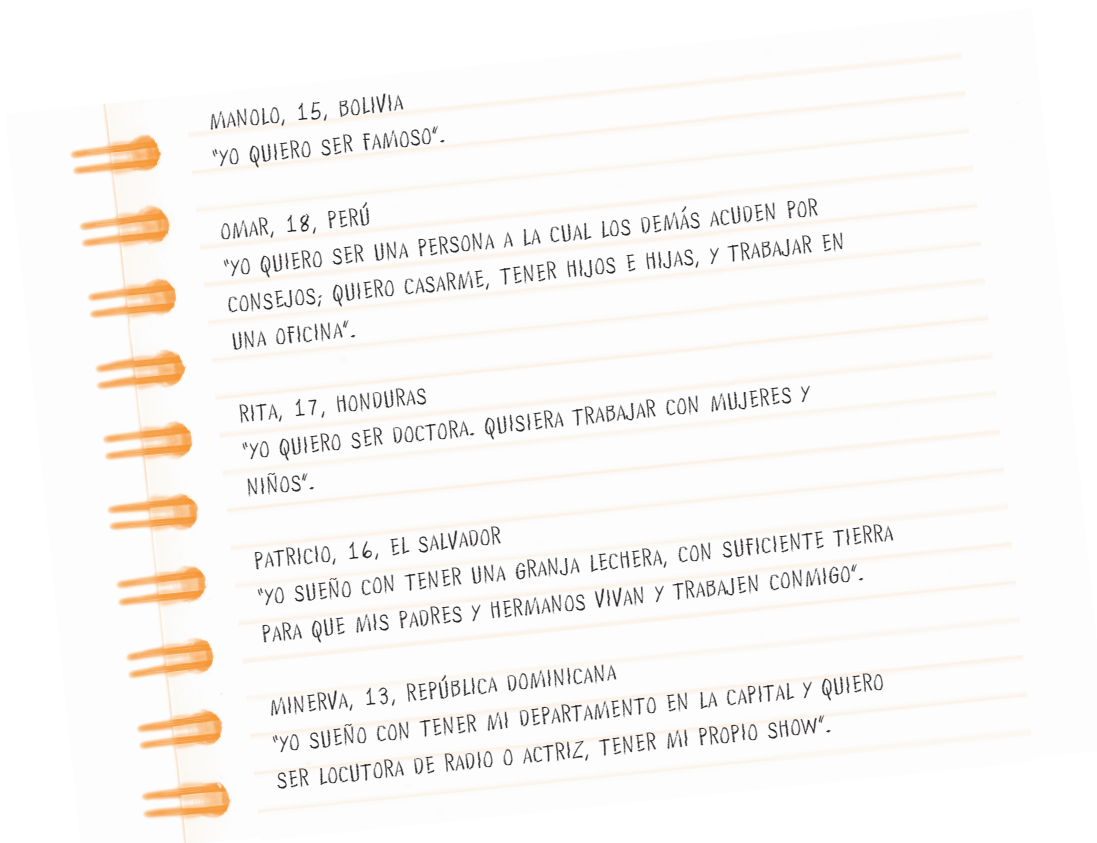 MANOLO, 15, BOLIVIA
"YO QUIERO SER FAMOSO".
OMAR, 18, PERÚ
"YO QUIERO SER UNA PERSONA A LA CUAL LOS DEMÁS ACUDEN POR
CONSEJOS; QUIERO CASARME, TENER HIJOS E HIJAS, Y TRABAJAR EN
UNA OFICINA".
RITA, 17, HONDURAS
"YO QUIERO SER DOCTORA. QUISIERA TRABAJAR CON MUJERES Y
NIÑOS".
PATRICIO, 16, EL SALVADOR
"YO SUEÑO CON TENER UNA GRANJA LECHERA, CON SUFICIENTE TIERRA
PARA QUE MIS PADRES Y HERMANOS VIVAN Y TRABAJEN CONMIGO".
MINERVA, 13, REPÚBLICA DOMINICANA
"YO SUEÑO CON TENER MI DEPARTAMENTO EN LA CAPITAL Y QUIERO
SER LOCUTORA DE RADIO O ACTRIZ, TENER MI PROPIO SHOW".